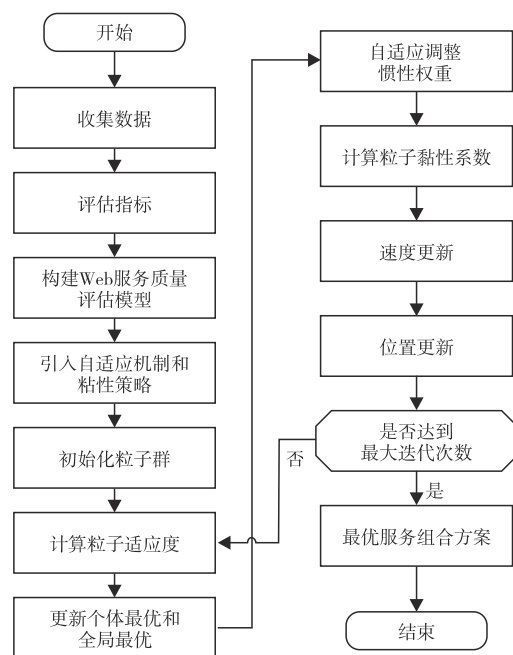 开始
收集数据
评估指标
构建Web服务质量
评估模型
引入自适应机制和
粘性策略
初始化粒子群
计算粒子适应度
更新个体最优和
全局最优
自适应调整
惯性权重
计算粒子黏性系数
速度更新
位置更新
是否达到
最大迭代次数
否
是
最优服务组合方案
结束